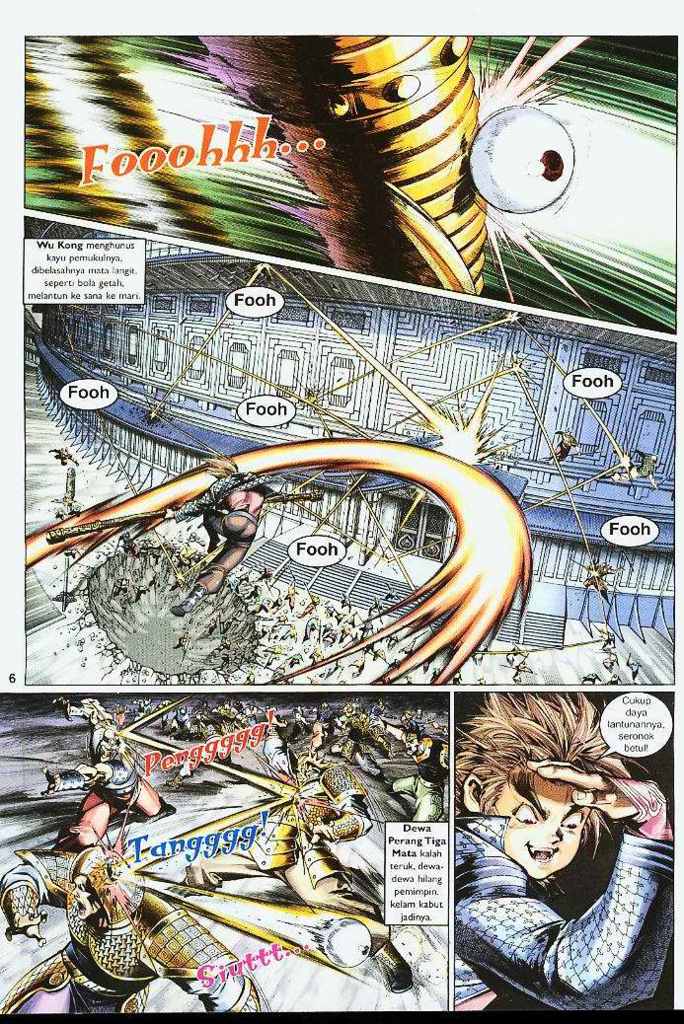 Fooohhh...
Wu Kong menghunus
kayu pemukulnya,
dibelasahnya mata langit,
seperti bola getah,
melantun ke sana ke mari.
Fooh
Fooh
Fooh
Fooh
Fooh
Fooh
6
Pengggggg!
Tangggg!
Siuttt...
Dewa
Perang Tiga
Mata kalah
teruk, dewa-
dewa hilang
pemimpin,
kelam kabut
jadinya.
Cukup
daya
lantunannya,
seronok
betul!